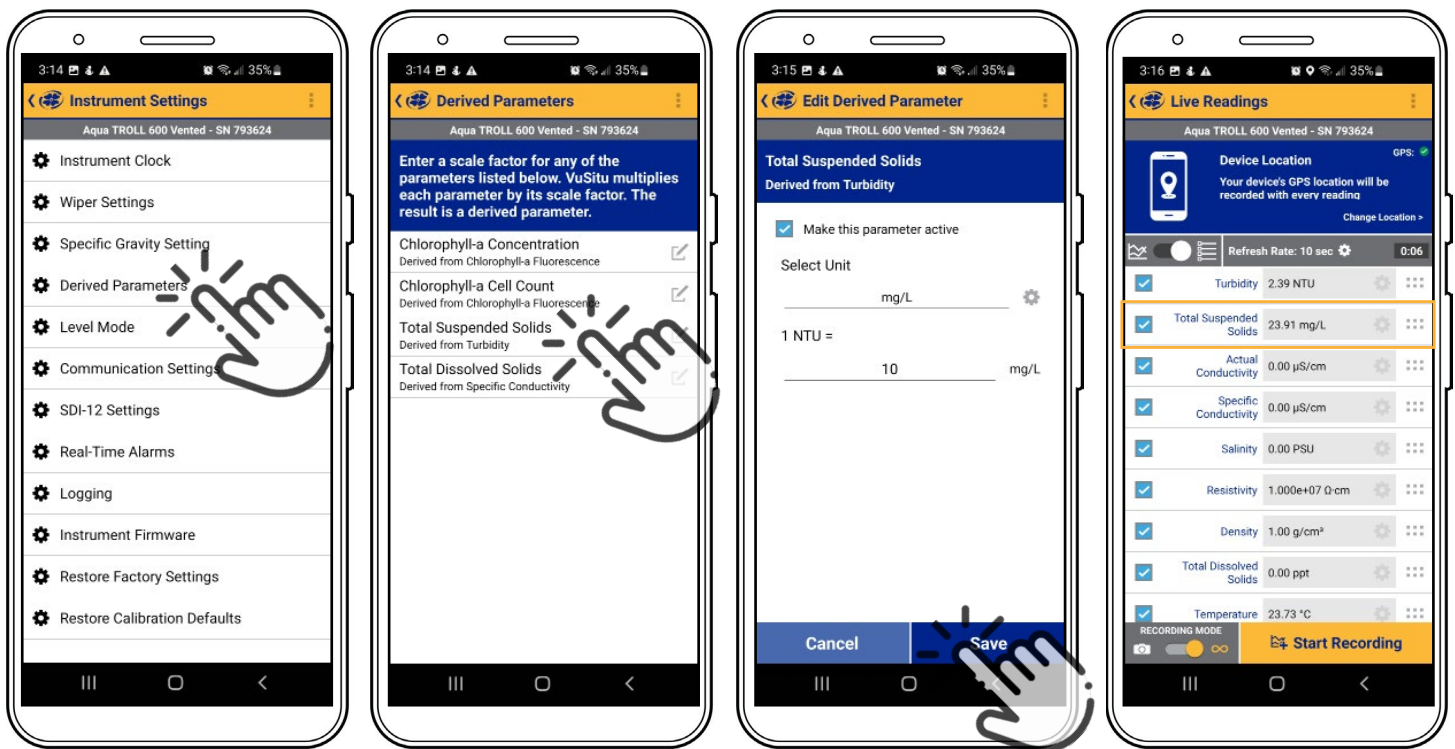 3:14
35%
Instrument Settings
Aqua TROLL 600 Vented - SN 793624
Instrument Clock
Wiper Settings
Specific Gravity Setting
Derived Parameters
Level Mode
Communication Settings
SDI-12 Settings
Real-Time Alarms
Logging
Instrument Firmware
Restore Factory Settings
Restore Calibration Defaults
3:14
35%
Derived Parameters
Aqua TROLL 600 Vented - SN 793624
Enter a scale factor for any of the
parameters listed below. VuSitu multiplies
each parameter by its scale factor. The
result is a derived parameter.
Chlorophyll-a Concentration
Derived from Chlorophyll-a Fluorescence
Chlorophyll-a Cell Count
Derived from Chlorophyll-a Fluorescence
Total Suspended Solids
Derived from Turbidity
Total Dissolved Solids
Derived from Specific Conductivity
3:15
35%
Edit Derived Parameter
Aqua TROLL 600 Vented - SN 793624
Total Suspended Solids
Derived from Turbidity
Make this parameter active
Select Unit
mg/L
1 NTU =
10 mg/L
Cancel Save
3:16
35%
Live Readings
Aqua TROLL 600 Vented - SN 793624
GPS:
Device Location
Your device's GPS location will be
recorded with every reading
Change Location >
Refresh Rate: 10 sec 0:06
Turbidity 2.39 NTU
Total Suspended
Solids 23.91 mg/L
Actual
Conductivity 0.00 µS/cm
Specific
Conductivity 0.00 µS/cm
Salinity 0.00 PSU
Resistivity 1.000e+07 Ω·cm
Density 1.00 g/cm³
Total Dissolved
Solids 0.00 ppt
Temperature 23.73 °C
RECORDING MODE
Start Recording